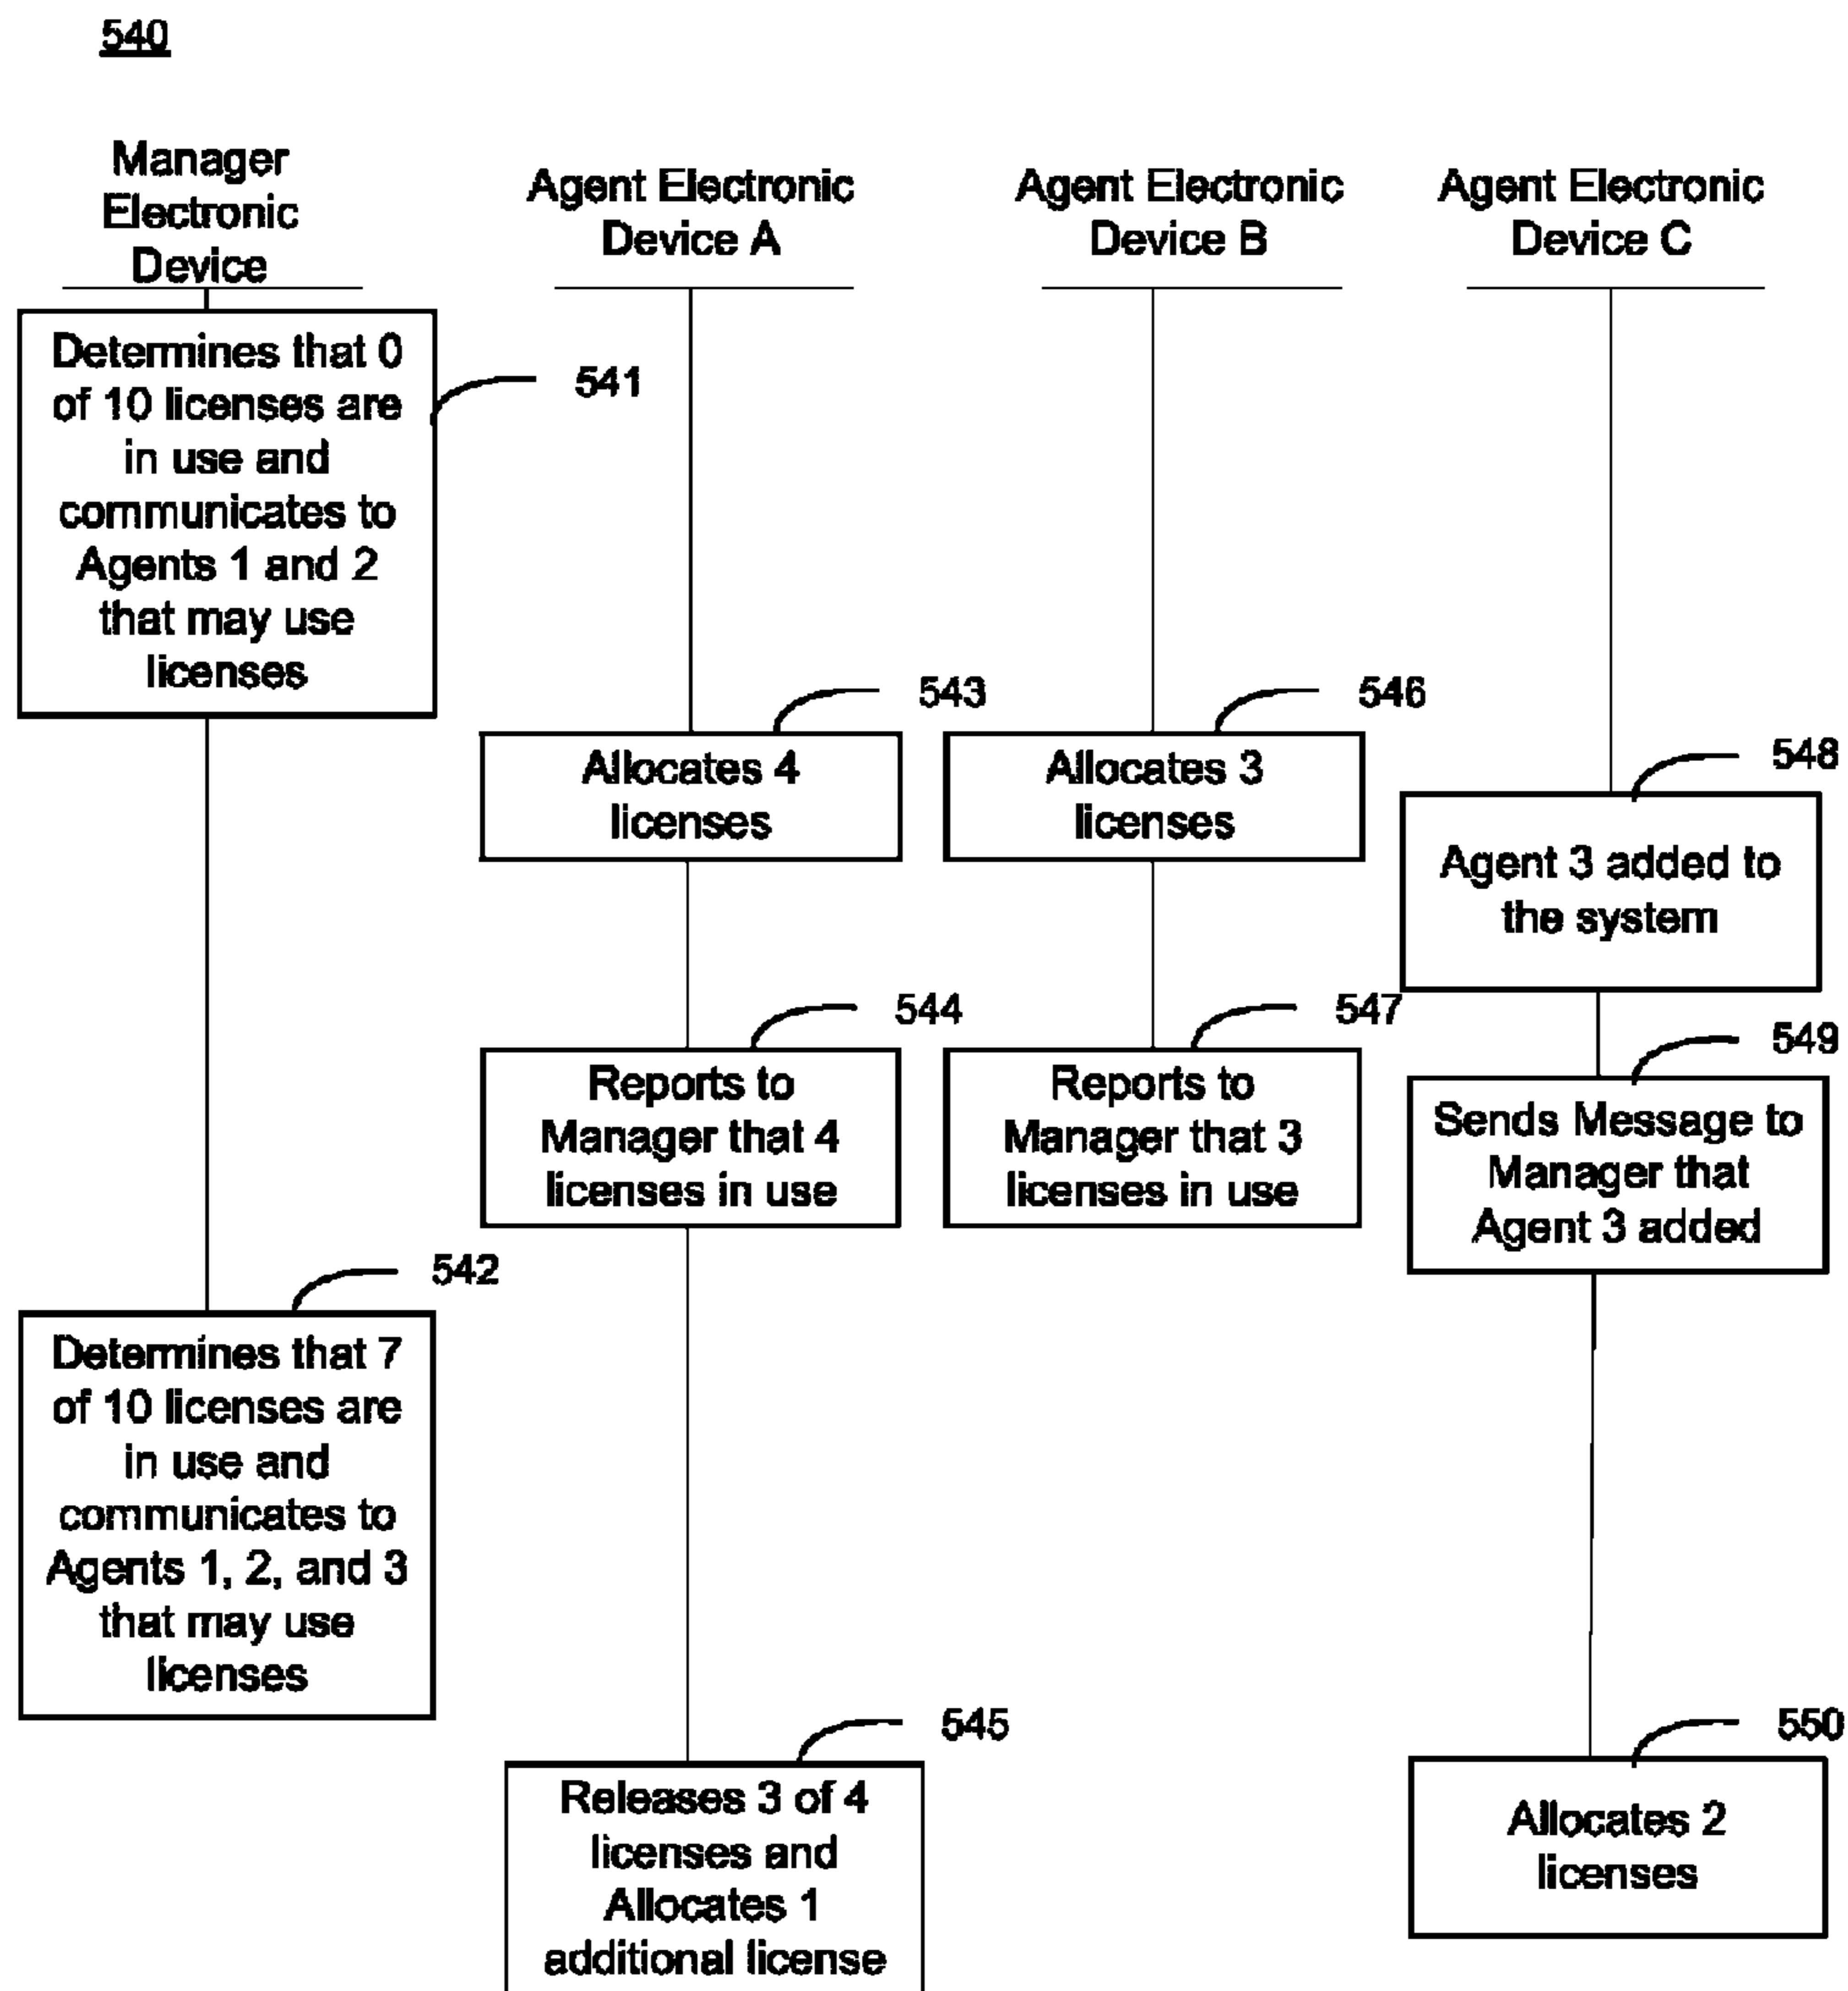 540
Manager
Electronic
Device
Agent Electronic
Device A
Agent Electronic
Device B
Agent Electronic
Device C
Determines that 0
of 10 licenses are
in use and
communicates to
Agents 1 and 2
that may use
licenses
541
543
Allocates 4
licenses
546
Allocates 3
licenses
548
Agent 3 added to
the system
544
Reports to
Manager that 4
licenses in use
547
Reports to
Manager that 3
licenses in use
549
Sends Message to
Manager that
Agent 3 added
542
Determines that 7
of 10 licenses are
in use and
communicates to
Agents 1, 2, and 3
that may use
licenses
545
Releases 3 of 4
licenses and
Allocates 1
additional license
550
Allocates 2
licenses